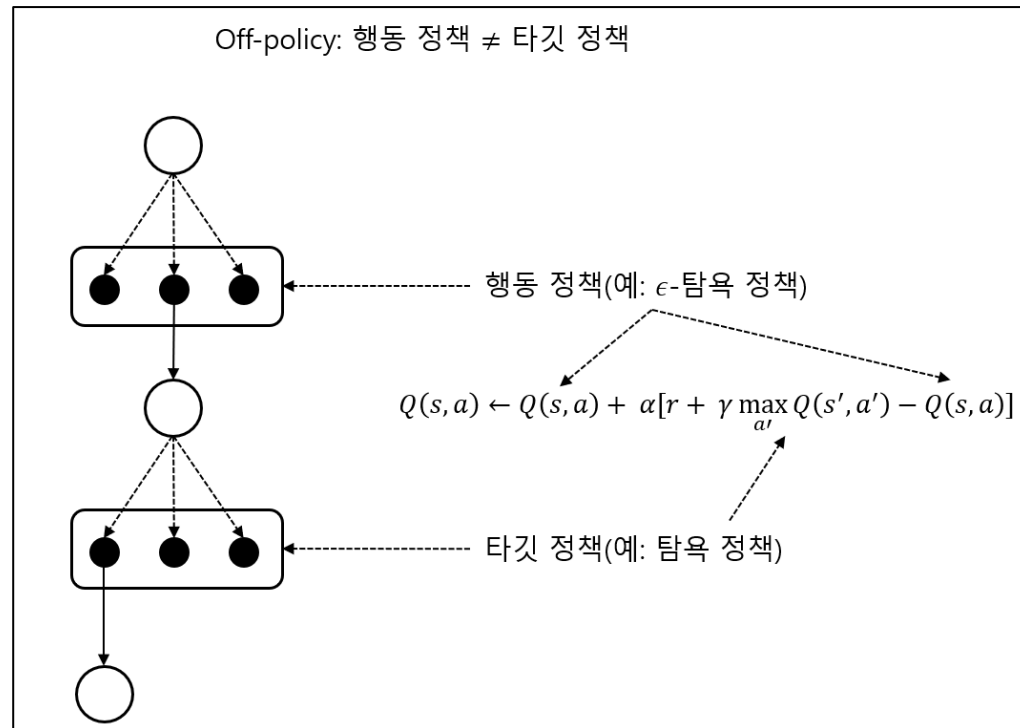 Off-policy: 행동 정책 ≠ 타깃 정책
행동 정책(예: ϵ-탐욕 정책)
Q(s,a) ← Q(s,a) + α[r + γ max_{a′} Q(s′,a′) − Q(s,a)]
타깃 정책(예: 탐욕 정책)